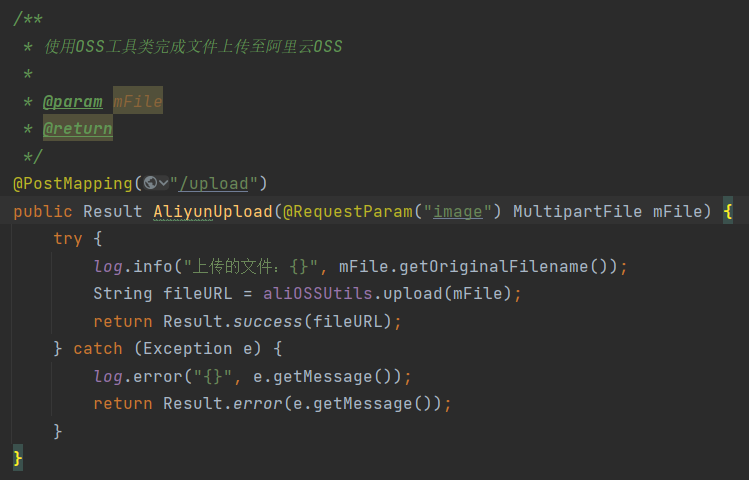 /**
 * 使用OSS工具类完成文件上传至阿里云OSS
 *
 * @param mFile
 * @return
 */
@PostMapping("/upload")
public Result AliyunUpload(@RequestParam("image") MultipartFile mFile) {
    try {
        log.info("上传的文件：{}", mFile.getOriginalFilename());
        String fileURL = aliOSSUtils.upload(mFile);
        return Result.success(fileURL);
    } catch (Exception e) {
        log.error("{}", e.getMessage());
        return Result.error(e.getMessage());
    }
}